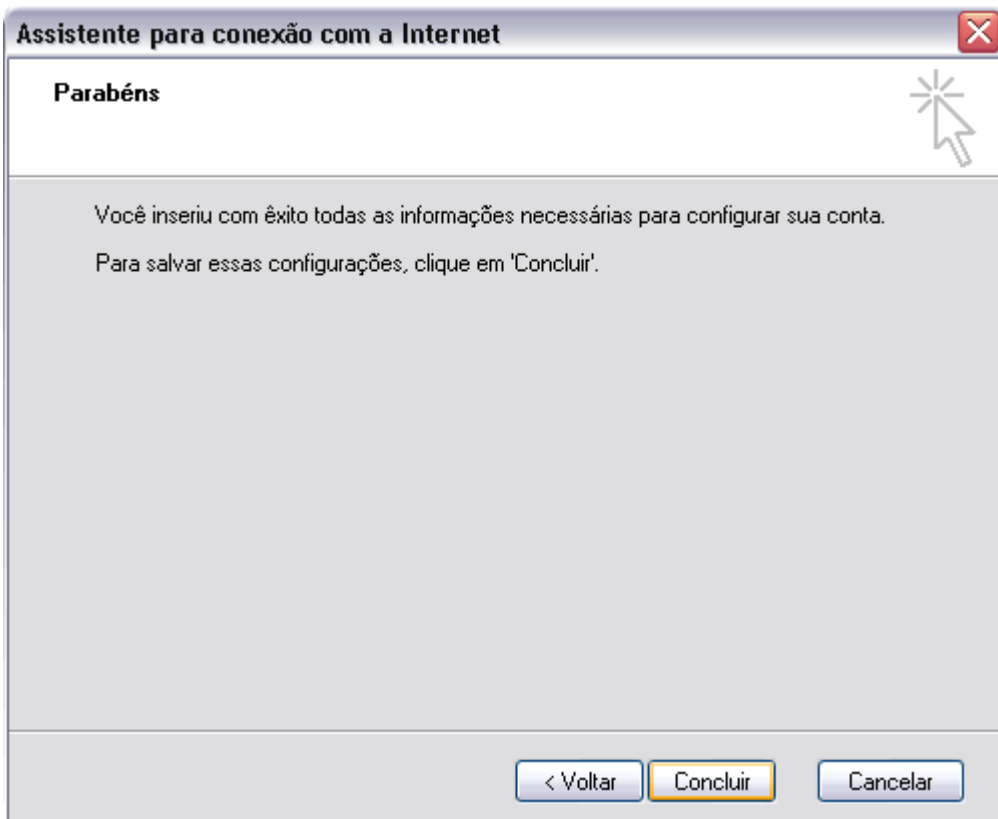 Assistente para conexão com a Internet
Parabéns
Você inseriu com êxito todas as informações necessárias para configurar sua conta.
Para salvar essas configurações, clique em 'Concluir'.
< Voltar
Concluir
Cancelar